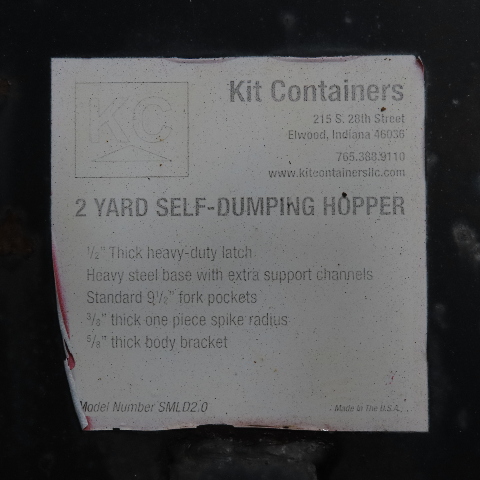 KC
Kit Containers
215 S. 28th Street
Elwood, Indiana 46036
765.388.9110
www.kitcontainersllc.com
2 YARD SELF-DUMPING HOPPER
1/2" Thick heavy-duty latch
Heavy steel base with extra support channels
Standard 9 1/2" fork pockets
3/8" thick one piece spike radius
5/8" thick body bracket
Model Number SMLD2.0
Made in The U.S.A.